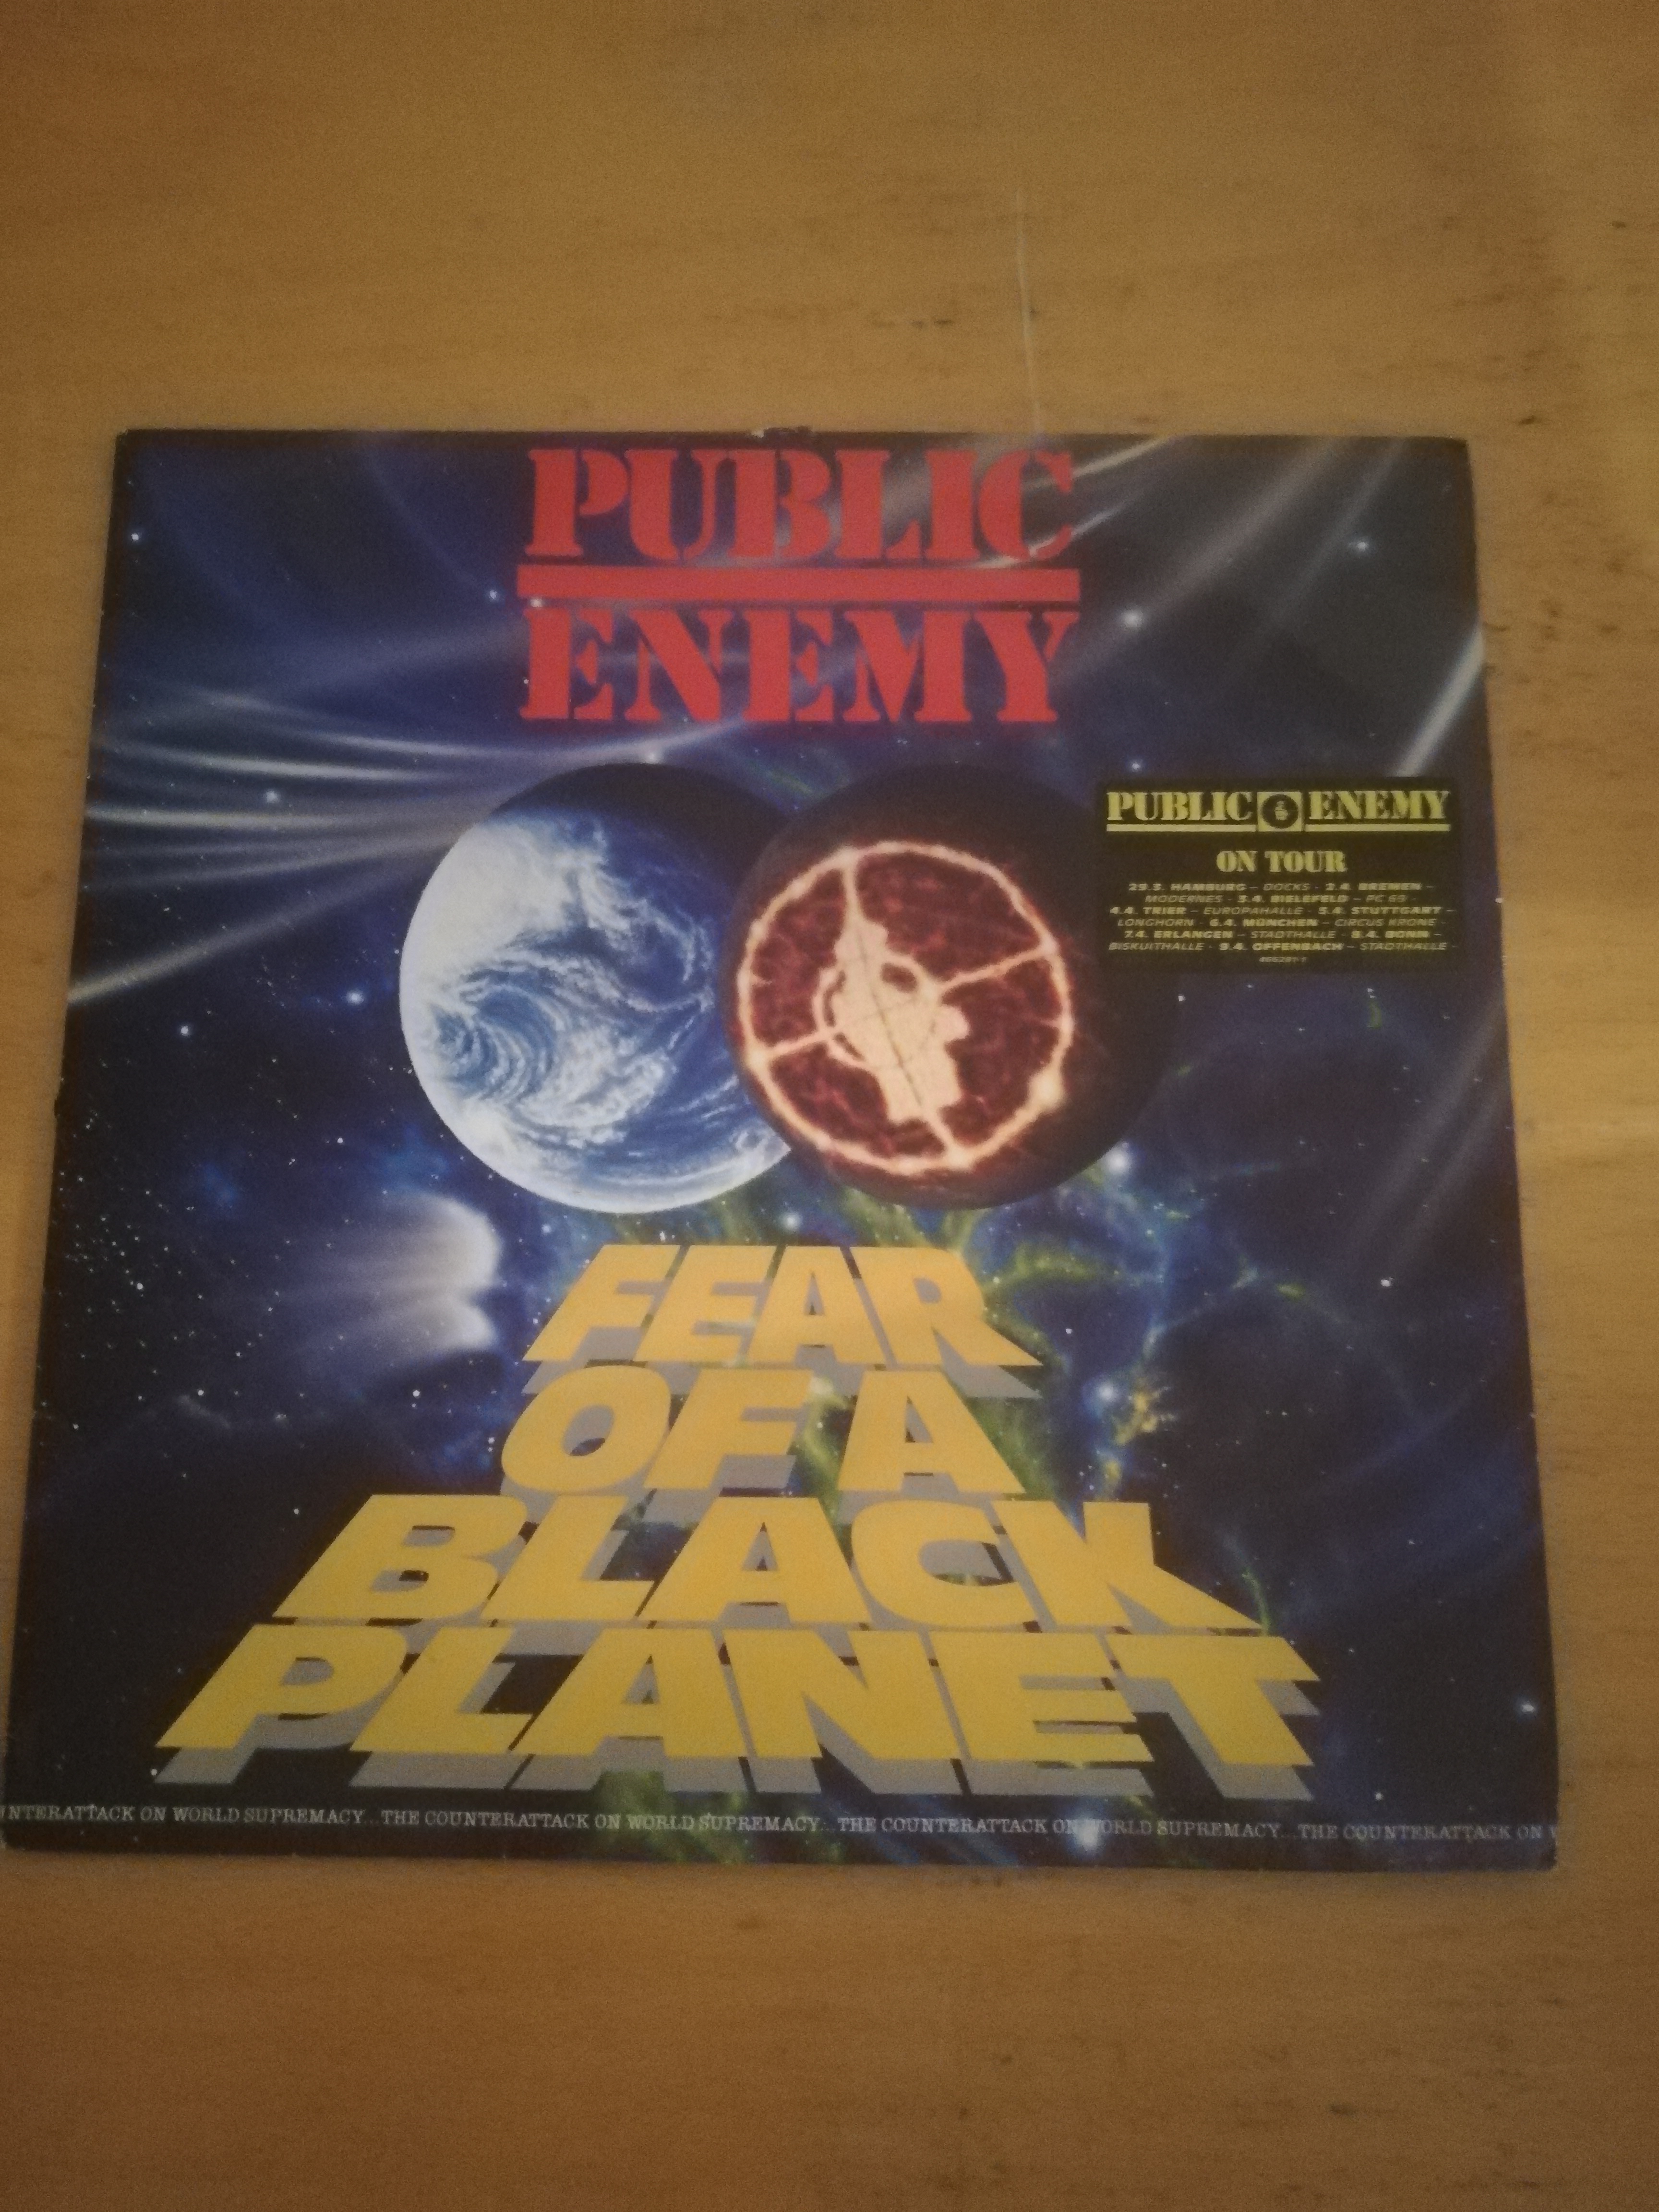 PUBLIC
ENEMY
PUBLIC ENEMY
ON TOUR
29.3. HAMBURG – DOCKS · 2.4. BREMEN –
MODERNES · 3.4. BIELEFELD – PC 69 ·
4.4. TRIER – EUROPAHALLE · 5.4. STUTTGART –
LONGHORN · 6.4. MÜNCHEN – CIRCUS KRONE ·
7.4. ERLANGEN – STADTHALLE · 8.4. BONN –
BISKUITHALLE · 9.4. OFFENBACH – STADTHALLE ·
FEAR
OF A
BLACK
PLANET
NTERATTACK ON WORLD SUPREMACY...THE COUNTERATTACK ON WORLD SUPREMACY...THE COUNTERATTACK ON WORLD SUPREMACY...THE COUNTERATTACK ON W